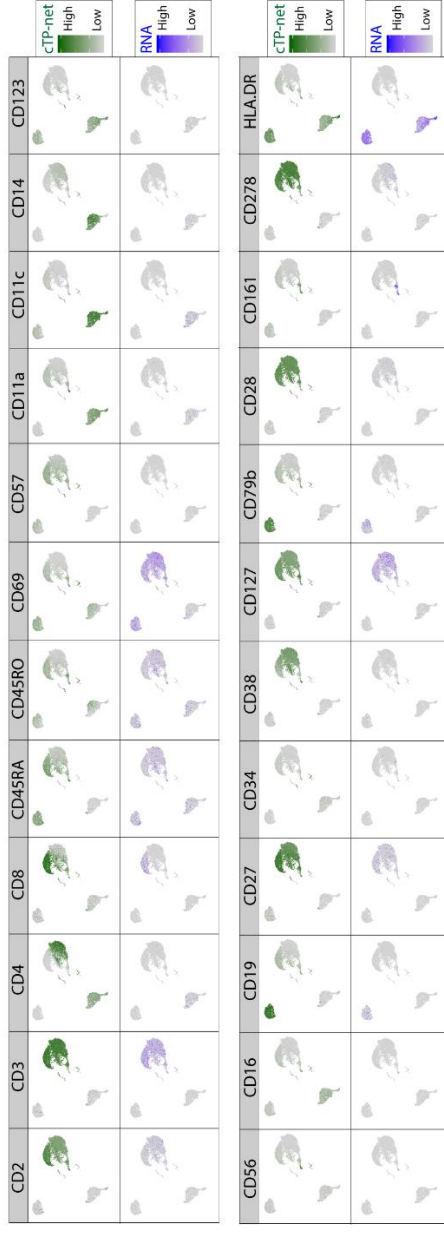 CD2 CD3 CD4 CD8 CD45RA CD45RO CD69 CD57 CD11a CD11c CD14 CD123
cTP-net
High
Low
RNA
High
Low
CD56 CD16 CD19 CD27 CD34 CD38 CD127 CD79b CD28 CD161 CD278 HLA.DR
cTP-net
High
Low
RNA
High
Low